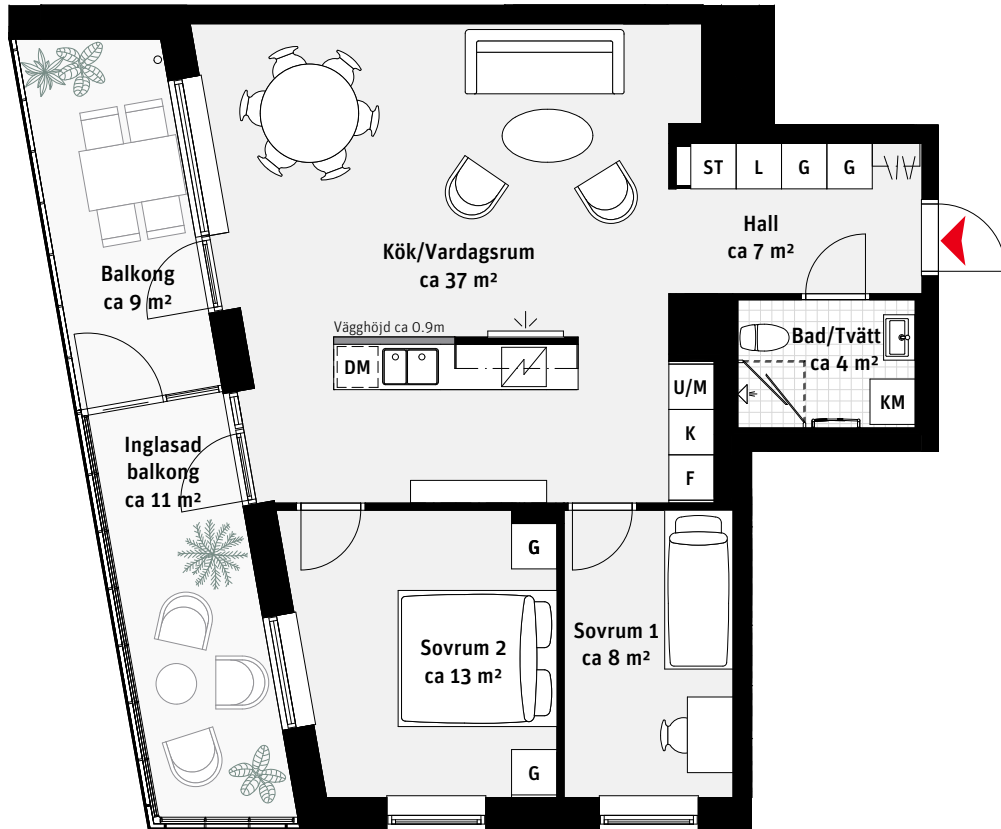 ST L G G
Hall
ca 7 m²
Kök/Vardagsrum
ca 37 m²
Balkong
ca 9 m²
Vägghöjd ca 0.9m
DM
Bad/Tvätt
ca 4 m²
KM
U/M
K
F
Inglasad
balkong
ca 11 m²
G
Sovrum 2
ca 13 m²
G
Sovrum 1
ca 8 m²